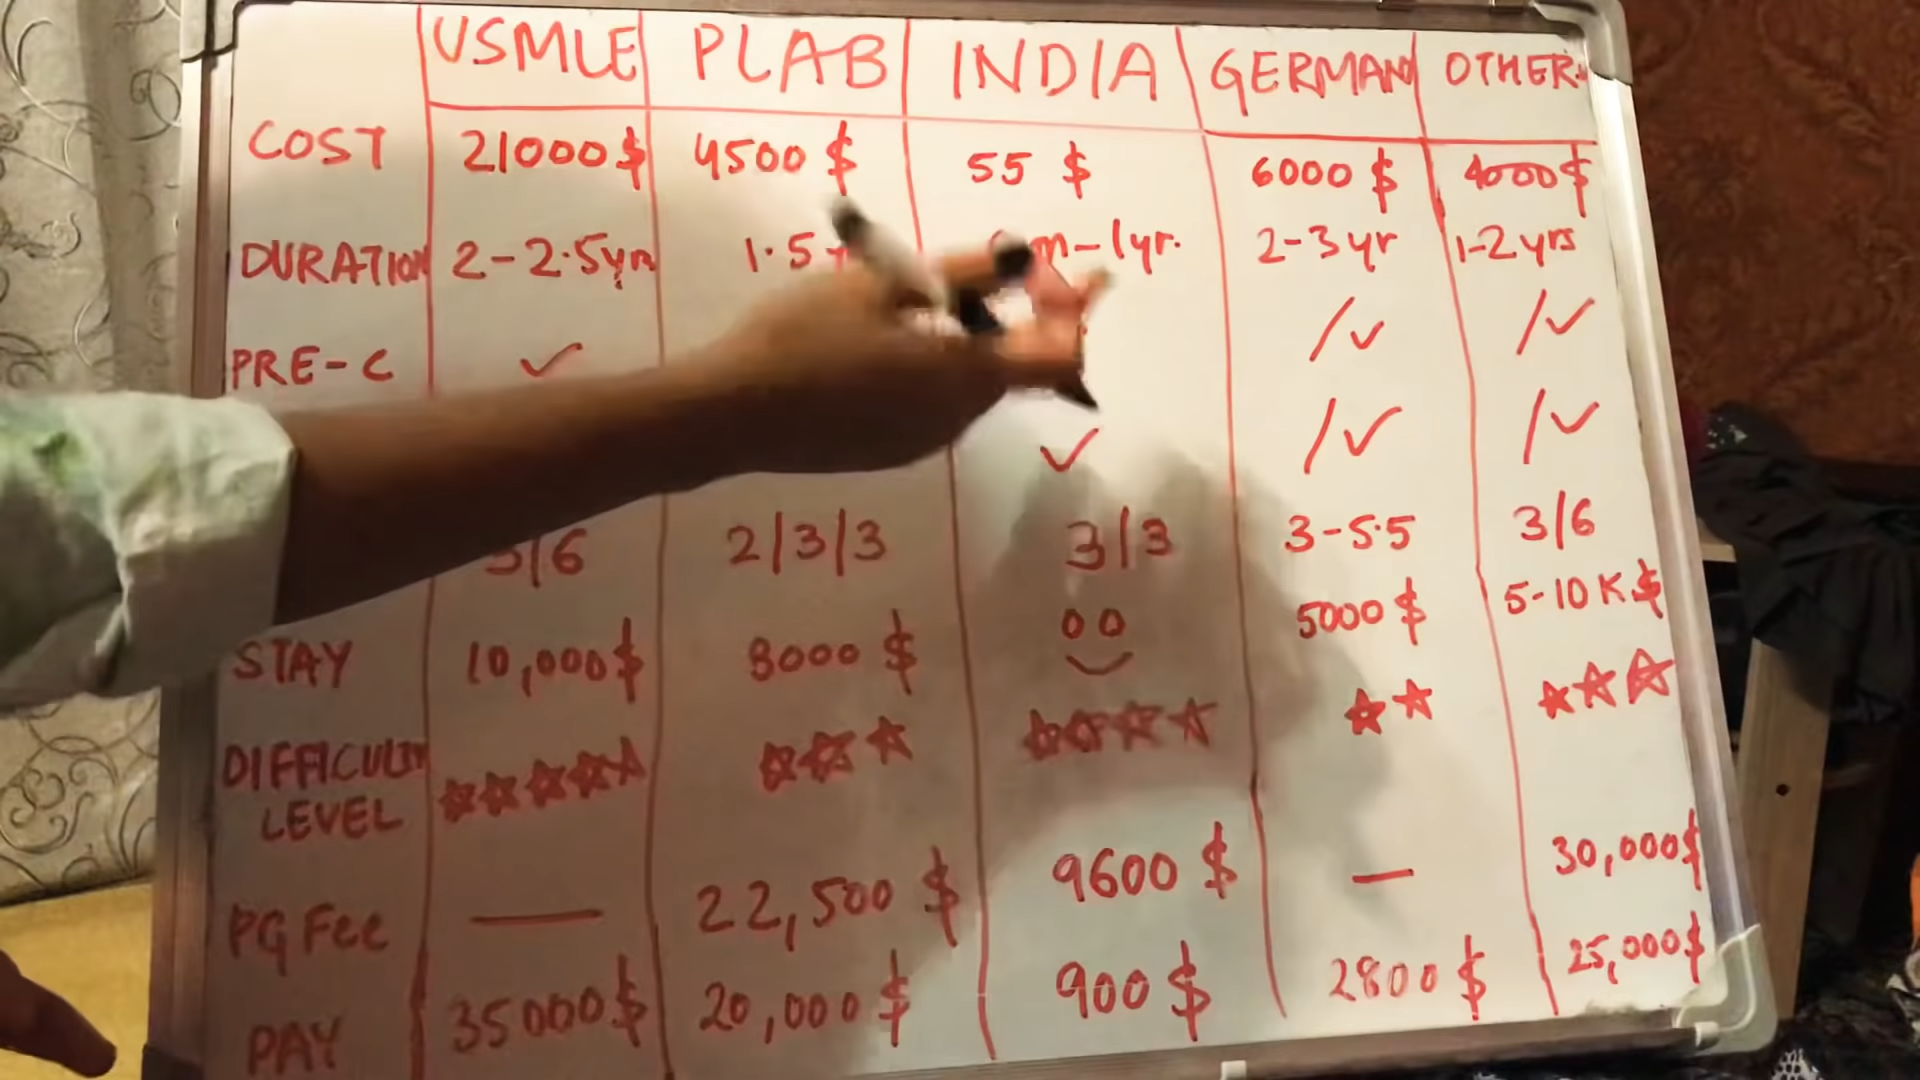 USMLE PLAB INDIA GERMAN OTHER
COST 21000$ 4500$ 55$ 6000$ 4000$
DURATION 2-2.5yrs 1.5 m-1yr. 2-3yr 1-2yrs
PRE-C ✓ /✓ /✓
✓ /✓ /✓
3/6 2/3/3 3/3 3-5.5 3/6
STAY 10,000$ 8000$ 5000$ 5-10K$
DIFFICULTY
LEVEL
PG Fee — 22,500$ 9600$ — 30,000$
PAY 35000$ 20,000$ 900$ 2800$ 25,000$